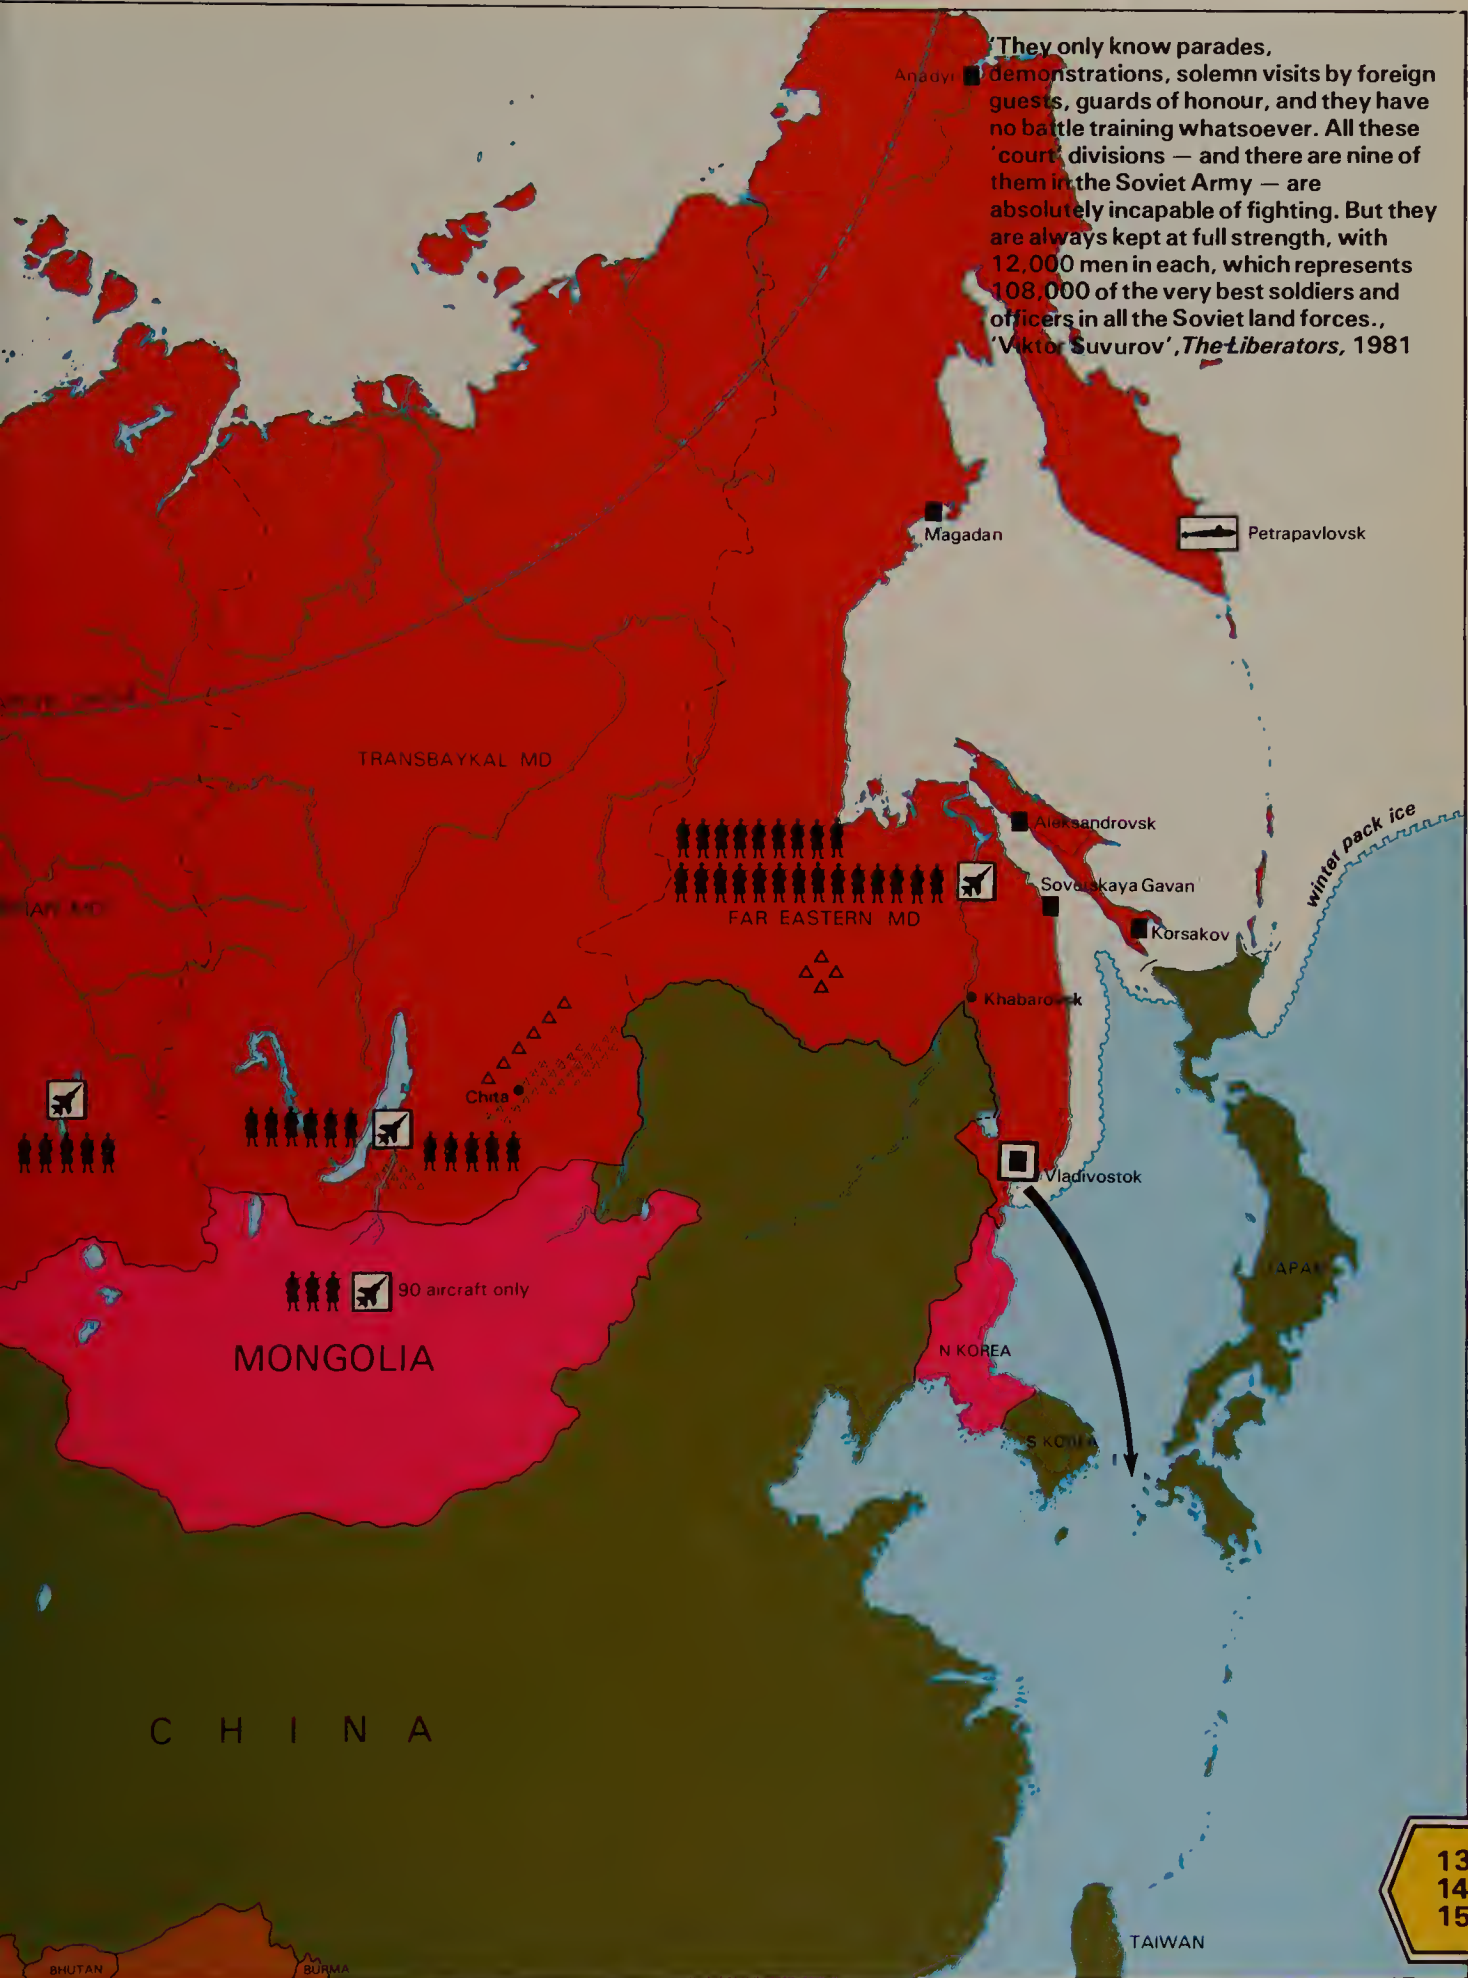 'They only know parades,
demonstrations, solemn visits by foreign
guests, guards of honour, and they have
no battle training whatsoever. All these
'court' divisions — and there are nine of
them in the Soviet Army — are
absolutely incapable of fighting. But they
are always kept at full strength, with
12,000 men in each, which represents
108,000 of the very best soldiers and
officers in all the Soviet land forces.,
'Viktor Suvurov', The Liberators, 1981
Anadyr
Magadan
Petrapavlovsk
TRANSBAYKAL MD
Aleksandrovsk
winter pack ice
Sovetskaya Gavan
FAR EASTERN MD
Korsakov
Khabarovsk
Chita
Vladivostok
JAPAN
90 aircraft only
MONGOLIA
N KOREA
S KOREA
CHINA
13
14
15
TAIWAN
BHUTAN
BURMA